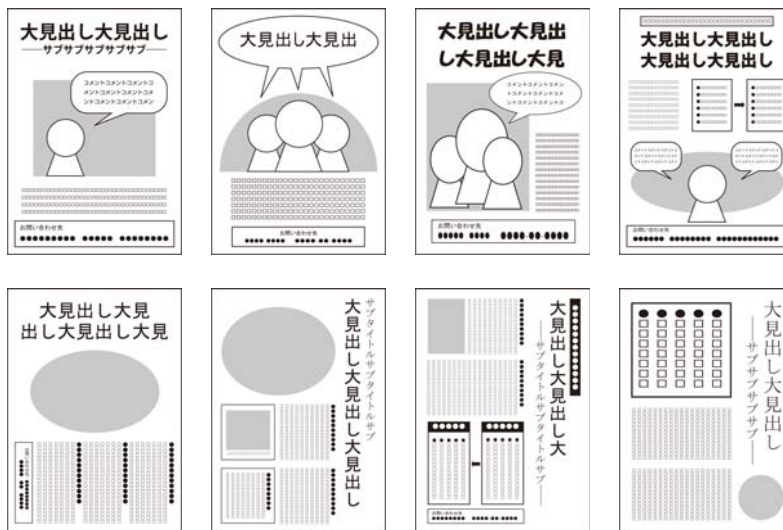 大見出し大見出し
サブサブサブサブサブ
コメントコメントコメントコ
メントコメントコメントコメ
ントコメントコメントコメン
お問い合わせ先
大見出し大見出
お問い合わせ先
大見出し大見出
し大見出し大見
コメントコメントコメン
トコメントコメントコメ
ントコメントコメントコ
お問い合わせ先
大見出し大見出し
大見出し大見出し
お問い合わせ先
大見出し大見
出し大見出し大見
お問い合わせ先
サブタイトルサブタイトルサブ
大見出し大見出し大見出し
大見出し大見出し大
サブタイトルサブタイトルサブ
お問い合わせ先
大見出し大見出し
サブサブサブサブ